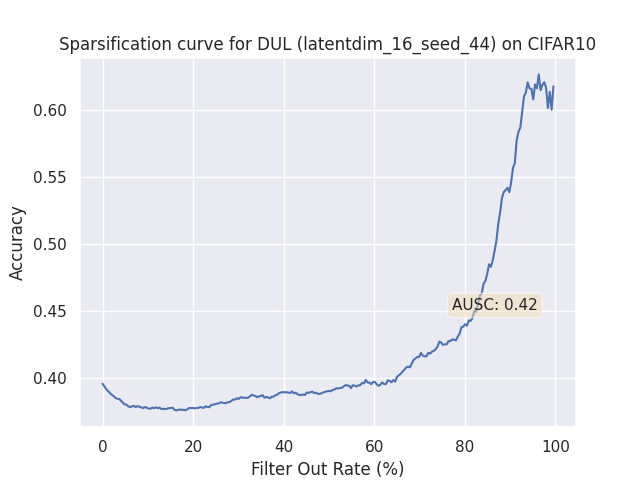 Sparsification curve for DUL (latentdim_16_seed_44) on CIFAR10
Accuracy
0.60
0.55
0.50
0.45
0.40
AUSC: 0.42
0
20
40
60
80
100
Filter Out Rate (%)